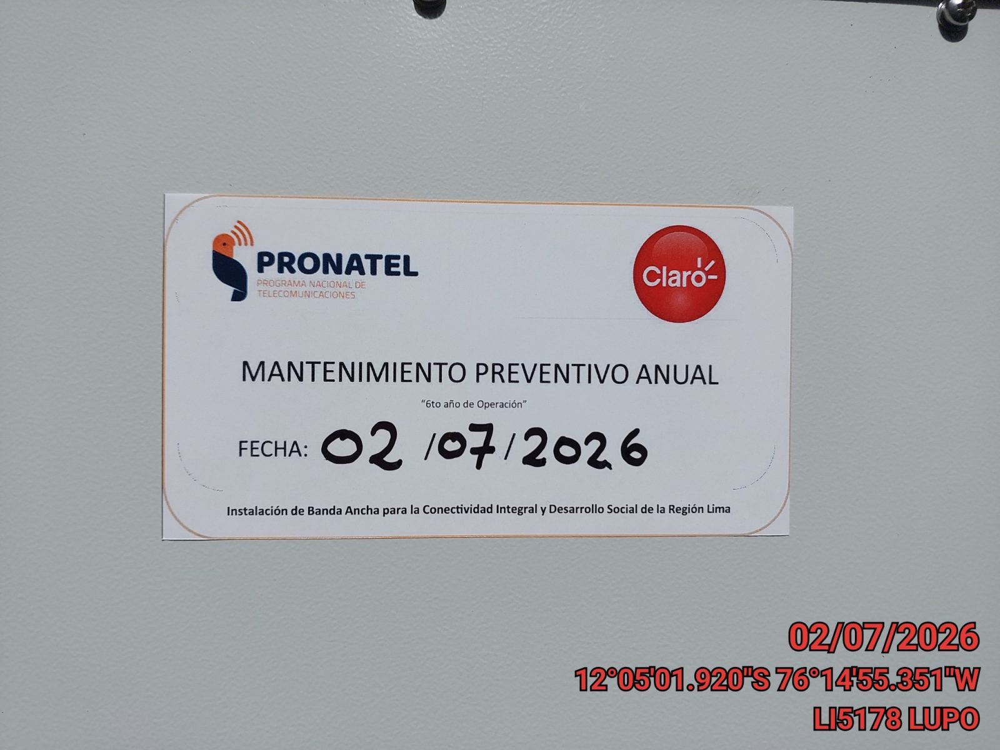 PRONATEL
PROGRAMA NACIONAL DE
TELECOMUNICACIONES
Claro
MANTENIMIENTO PREVENTIVO ANUAL
“6to año de Operación”
FECHA: 02/07/2026
Instalación de Banda Ancha para la Conectividad Integral y Desarrollo Social de la Región Lima
02/07/2026
12°05'01.920"S 76°14'55.351"W
LI5178 LUPO